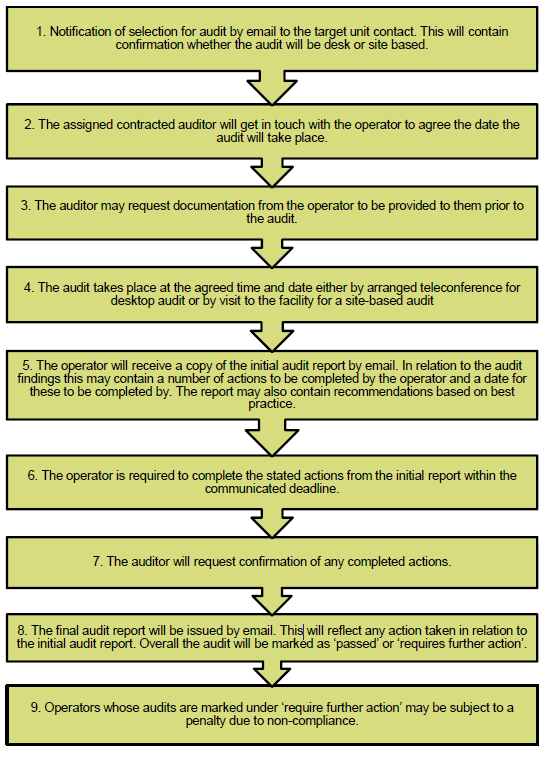 1. Notification of selection for audit by email to the target unit contact. This will contain
confirmation whether the audit will be desk or site based.
2. The assigned contracted auditor will get in touch with the operator to agree the date the
audit will take place.
3. The auditor may request documentation from the operator to be provided to them prior to
the audit.
4. The audit takes place at the agreed time and date either by arranged teleconference for
desktop audit or by visit to the facility for a site-based audit
5. The operator will receive a copy of the initial audit report by email. In relation to the audit
findings this may contain a number of actions to be completed by the operator and a date for
these to be completed by. The report may also contain recommendations based on best
practice.
6. The operator is required to complete the stated actions from the initial report within the
communicated deadline.
7. The auditor will request confirmation of any completed actions.
8. The final audit report will be issued by email. This will reflect any action taken in relation to
the initial audit report. Overall the audit will be marked as ‘passed’ or ‘requires further action’.
9. Operators whose audits are marked under ‘require further action’ may be subject to a
penalty due to non-compliance.